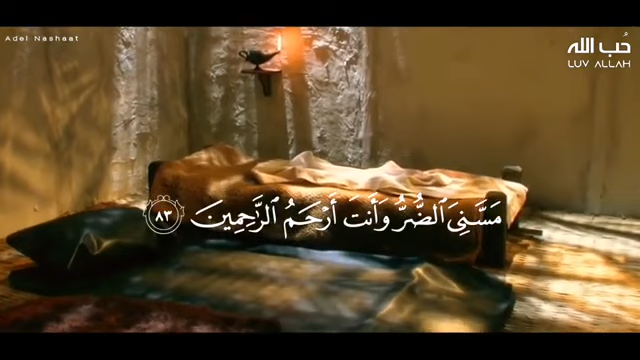 Adel Nashaat
حُب الله
LUV ALLAH
مَسَّنِيَ ٱلضُّرُّ وَأَنتَ أَرْحَمُ ٱلرَّٰحِمِينَ ٨٣